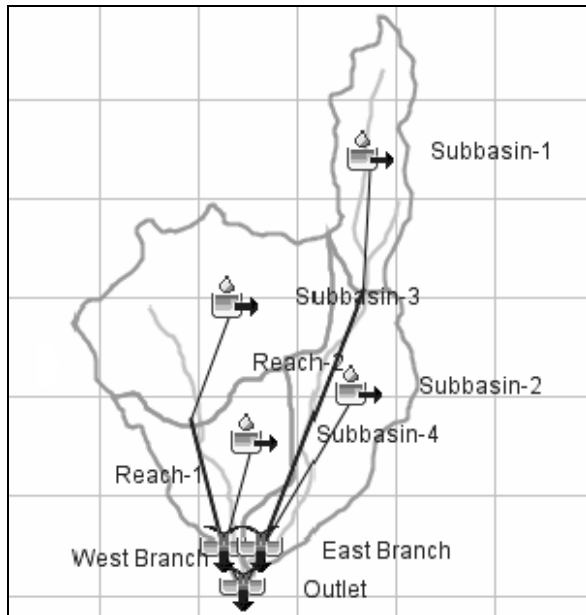 Subbasin-1
Subbasin-3
Reach-2
Subbasin-2
Subbasin-4
Reach-1
West Branch
East Branch
Outlet